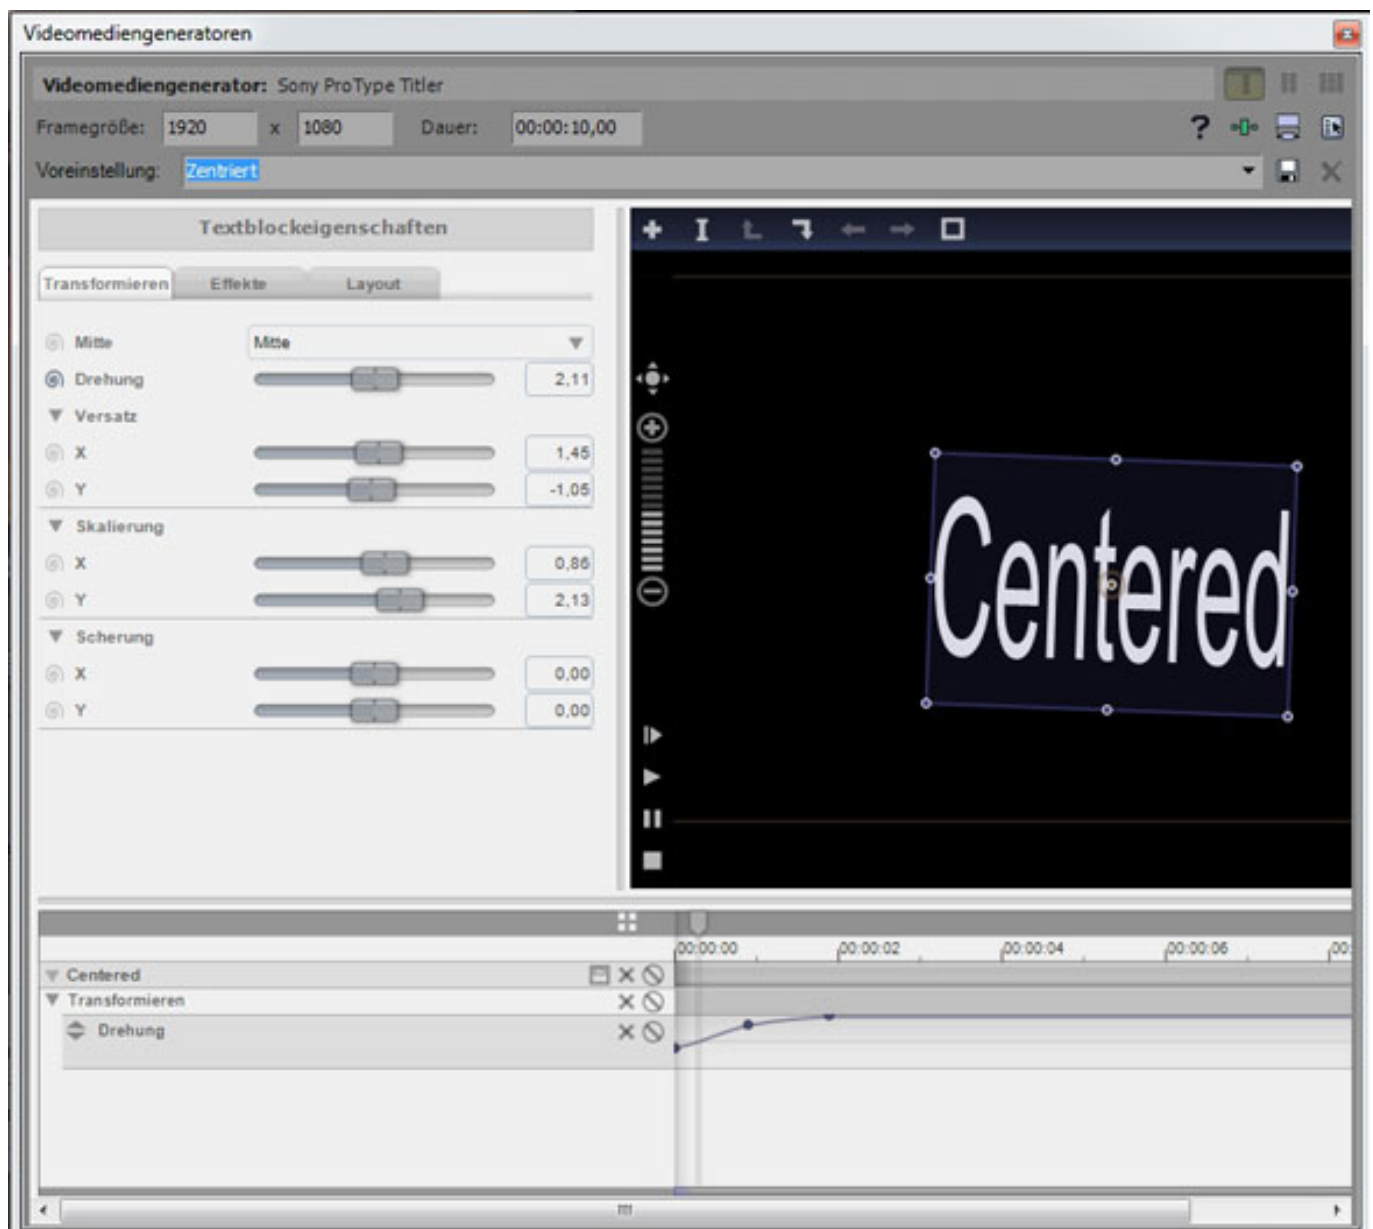 Videomediengeneratoren
Videomediengenerator: Sony ProType Titler
Framegröße: 1920 x 1080 Dauer: 00:00:10,00
Voreinstellung: Zentriert
Textblockeigenschaften
Transformieren Effekte Layout
Mitte Mitte
Drehung 2,11
Versatz
X 1,45
Y -1,05
Skalierung
X 0,86
Y 2,13
Scherung
X 0,00
Y 0,00
Centered
00:00:00 00:00:02 00:00:04 00:00:06 00:
Centered
Transformieren
Drehung